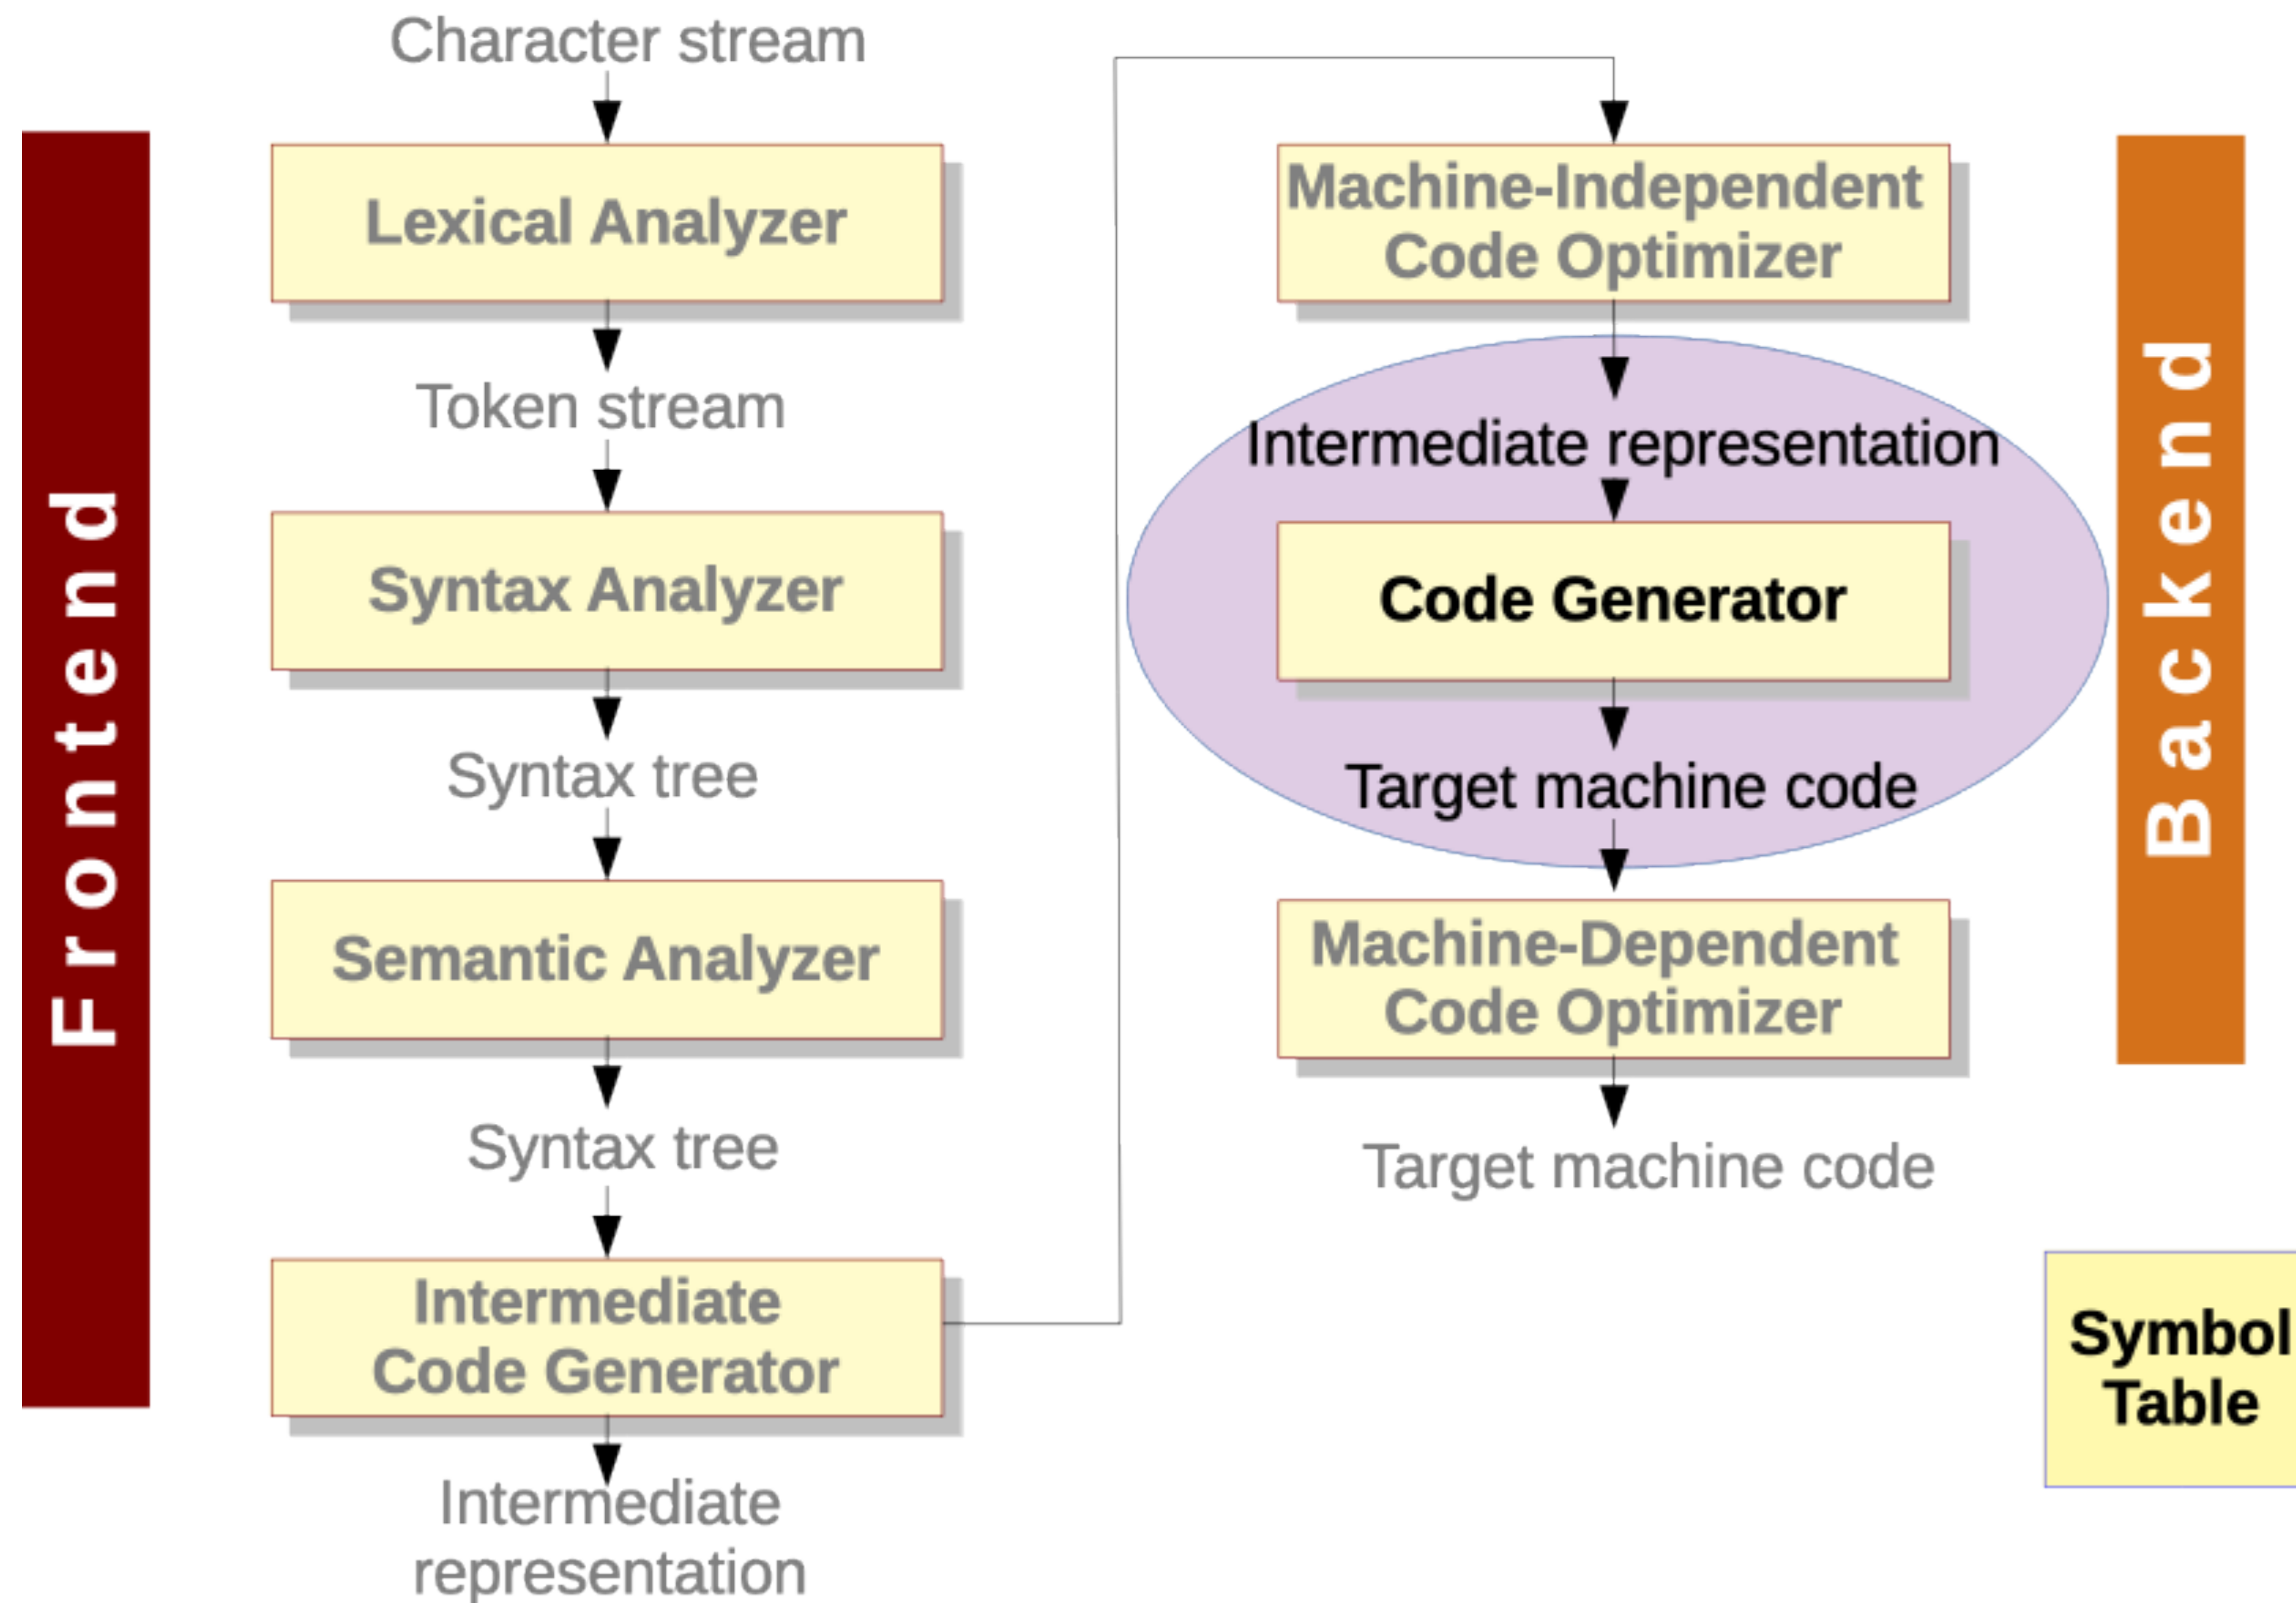 Frontend
Character stream
Lexical Analyzer
Token stream
Syntax Analyzer
Syntax tree
Semantic Analyzer
Syntax tree
Intermediate
Code Generator
Intermediate
representation
Machine-Independent
Code Optimizer
Intermediate representation
Code Generator
Target machine code
Machine-Dependent
Code Optimizer
Target machine code
Backend
Symbol
Table